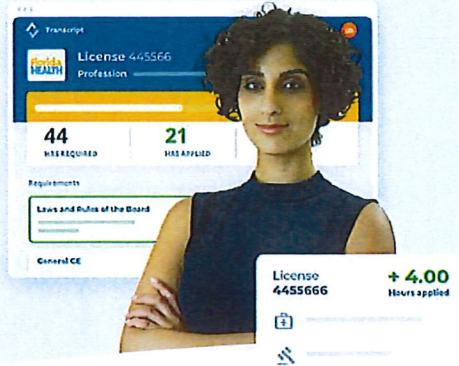 Transcript
Florida
HEALTH
License 445566
Profession
44
HRS REQUIRED
21
HRS APPLIED
Requirements
Laws and Rules of the Board
General CE
License
4455666
+ 4.00
Hours applied